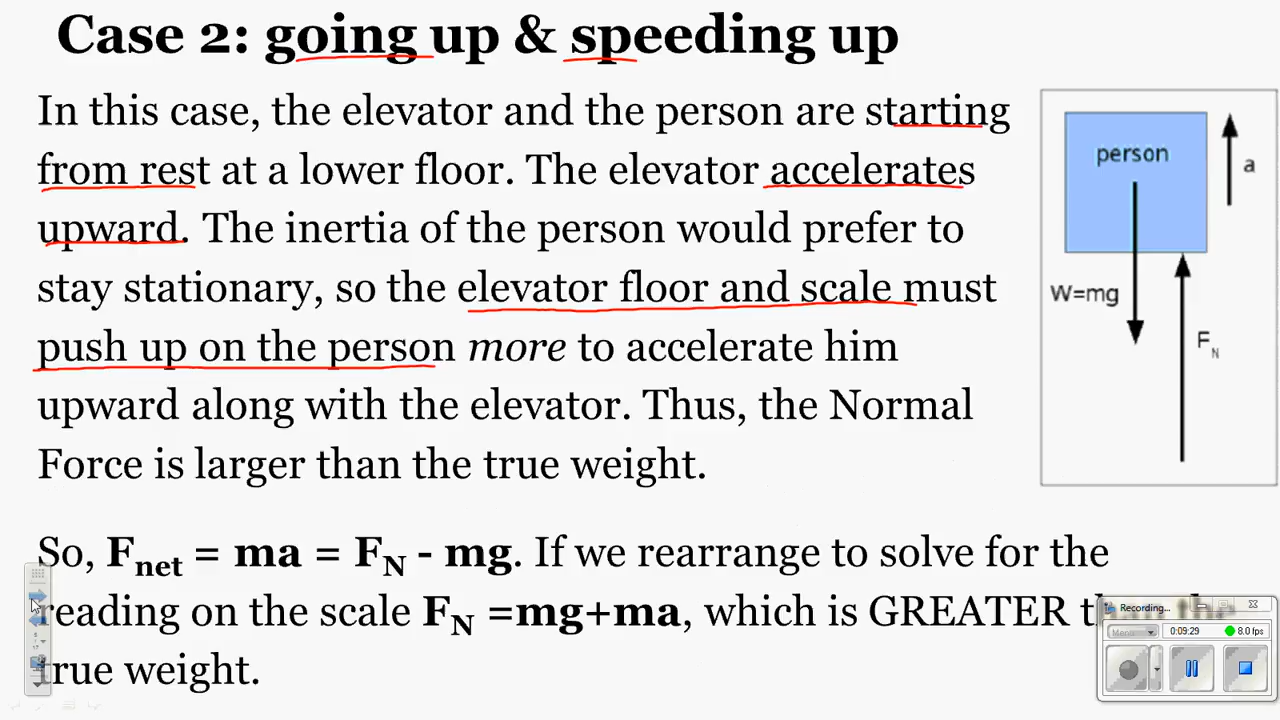 Case 2: going up & speeding up
In this case, the elevator and the person are starting
from rest at a lower floor. The elevator accelerates
upward. The inertia of the person would prefer to
stay stationary, so the elevator floor and scale must
push up on the person more to accelerate him
upward along with the elevator. Thus, the Normal
Force is larger than the true weight.
So, Fnet = ma = FN - mg. If we rearrange to solve for the
reading on the scale FN =mg+ma, which is GREATER
true weight.
person
a
W=mg
FN
Recording...
Menu
0:09:29
8.0 fps